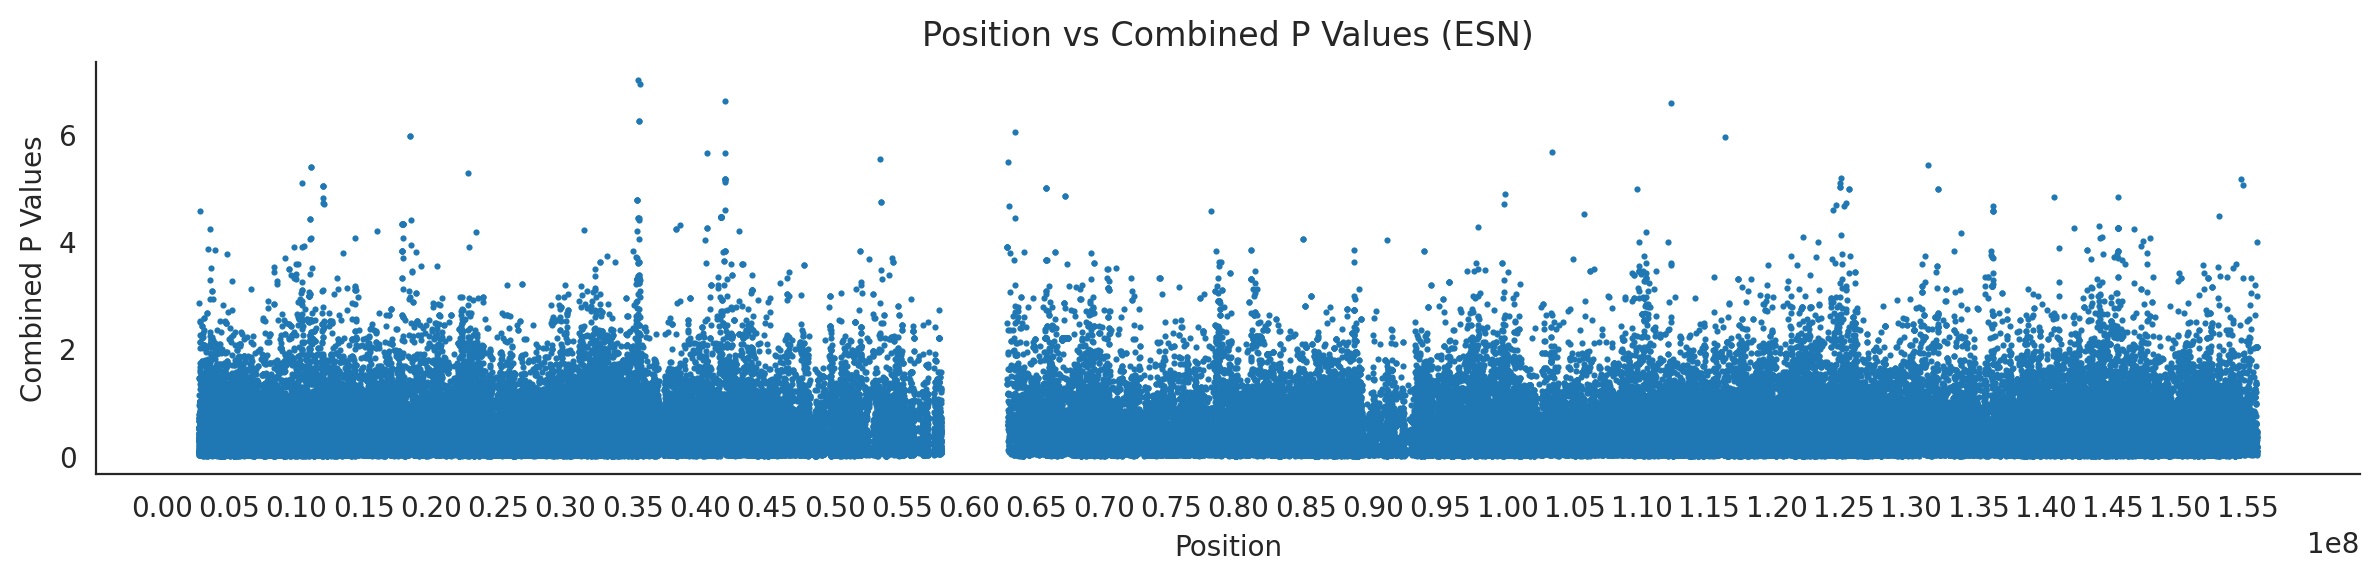 Position vs Combined P Values (ESN)
Combined P Values
6
4
2
0
0.00 0.05 0.10 0.15 0.20 0.25 0.30 0.35 0.40 0.45 0.50 0.55 0.60 0.65 0.70 0.75 0.80 0.85 0.90 0.95 1.00 1.05 1.10 1.15 1.20 1.25 1.30 1.35 1.40 1.45 1.50 1.55
Position
1e8